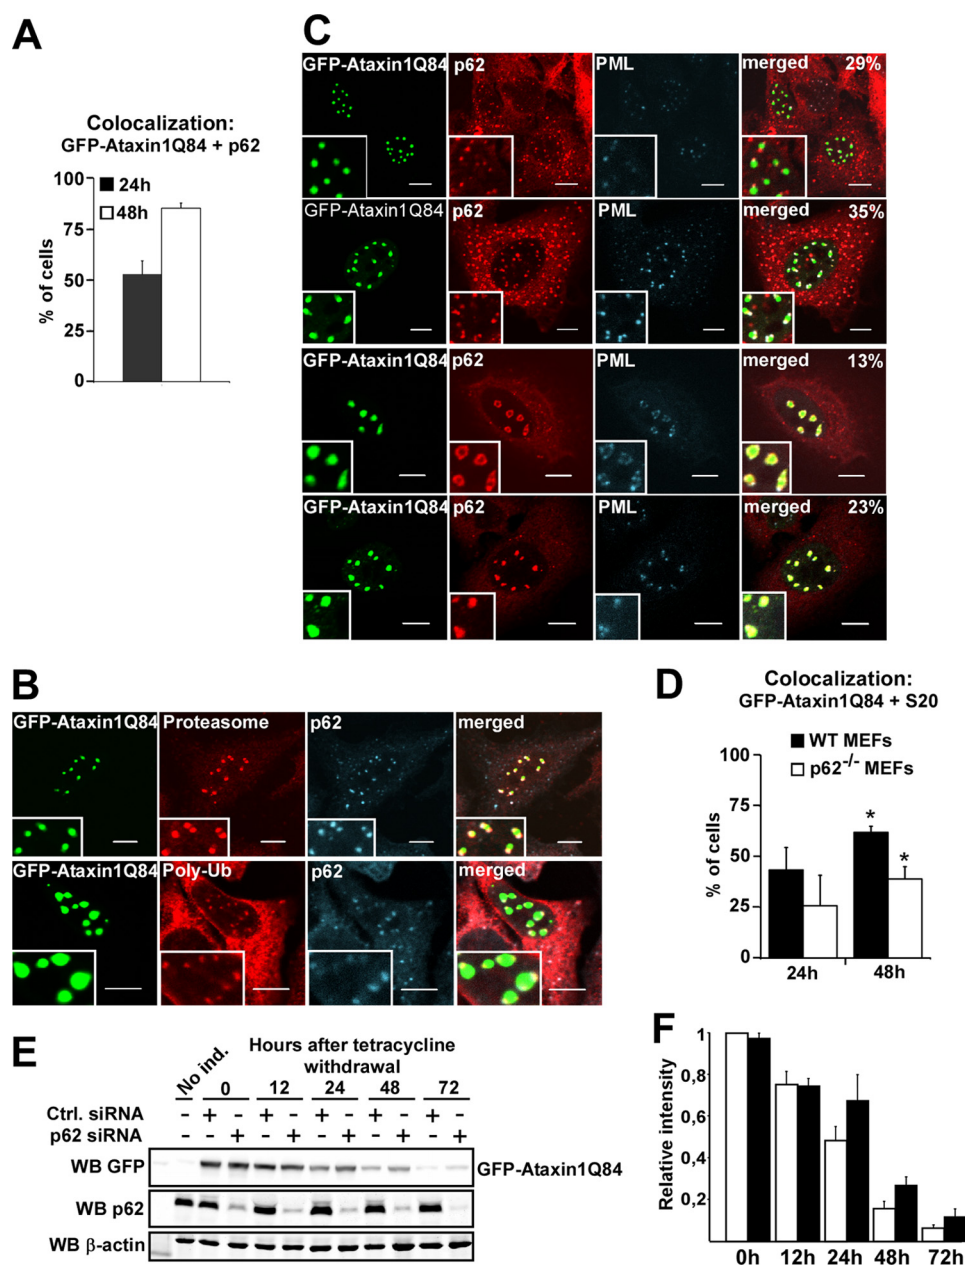 A
Colocalization:
GFP-Ataxin1Q84 + p62
100
75
50
25
0
% of cells
24h
48h
C
GFP-Ataxin1Q84 p62 PML merged 29%
GFP-Ataxin1Q84 p62 PML merged 35%
GFP-Ataxin1Q84 p62 PML merged 13%
GFP-Ataxin1Q84 p62 PML merged 23%
B
GFP-Ataxin1Q84 Proteasome p62 merged
GFP-Ataxin1Q84 Poly-Ub p62 merged
D
Colocalization:
GFP-Ataxin1Q84 + S20
WT MEFs
p62-/- MEFs
100
75
50
25
0
% of cells
* *
24h 48h
E
No ind.
Hours after tetracycline
withdrawal
0 12 24 48 72
Ctrl. siRNA - + - + - + - + - + -
p62 siRNA - - + - + - + - + - +
WB GFP GFP-Ataxin1Q84
WB p62
WB β-actin
F
Relative intensity
1
0,8
0,6
0,4
0,2
0h 12h 24h 48h 72h